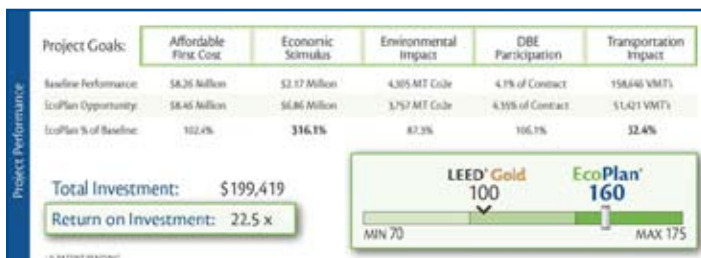 Project Performance
Project Goals: Affordable First Cost Economic Stimulus Environmental Impact DBE Participation Transportation Impact
Baseline Performance: $8.26 Million $2.17 Million 4,305 MT Co2e 4.1% of Contract 158,646 VMT's
EcoPlan Opportunity: $8.46 Million $6.86 Million 3,757 MT Co2e 4.35% of Contract 51,421 VMT's
EcoPlan % of Baseline: 102.4% 316.1% 87.3% 106.1% 32.4%
Total Investment: $199,419
Return on Investment: 22.5 x
LEED® Gold EcoPlan®
100 160
MIN 70 MAX 175